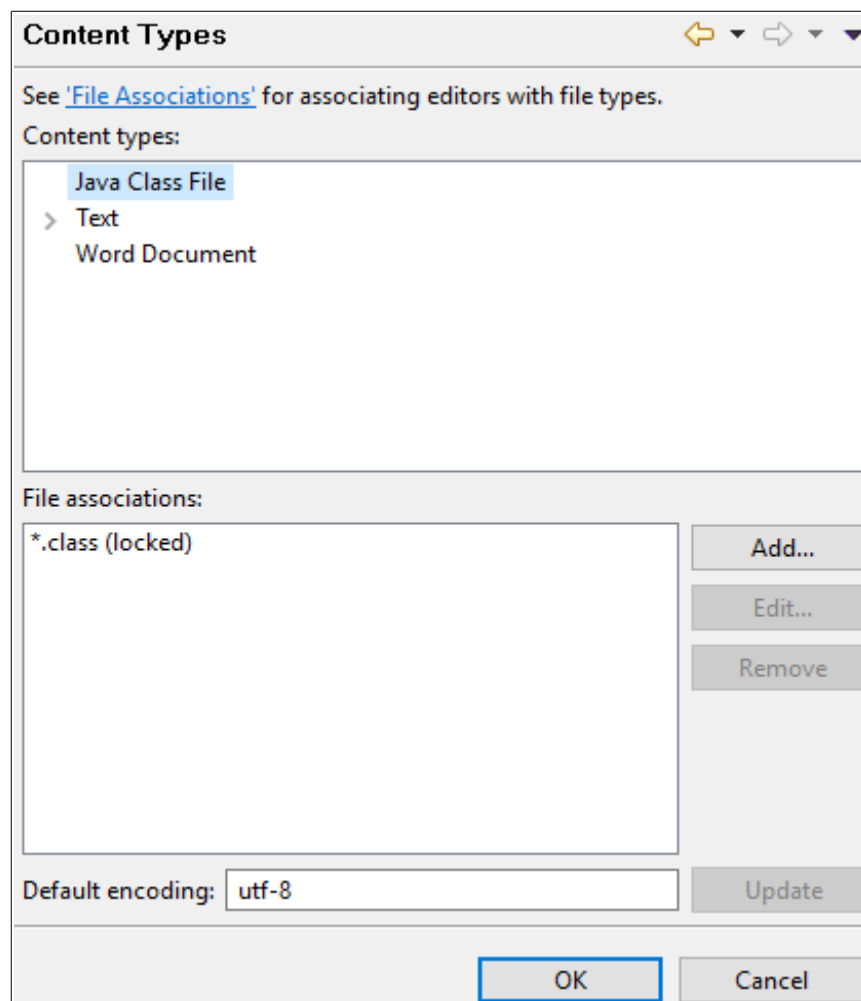 Content Types
See 'File Associations' for associating editors with file types.
Content types:
Java Class File
Text
Word Document
File associations:
*.class (locked)
Add...
Edit...
Remove
Default encoding: utf-8
Update
OK
Cancel